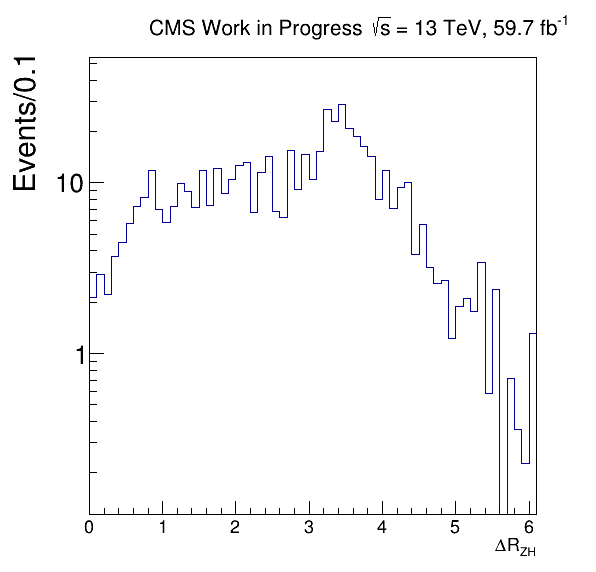 CMS Work in Progress √s = 13 TeV, 59.7 fb⁻¹
Events/0.1
10
1
0 1 2 3 4 5 6
ΔR_ZH